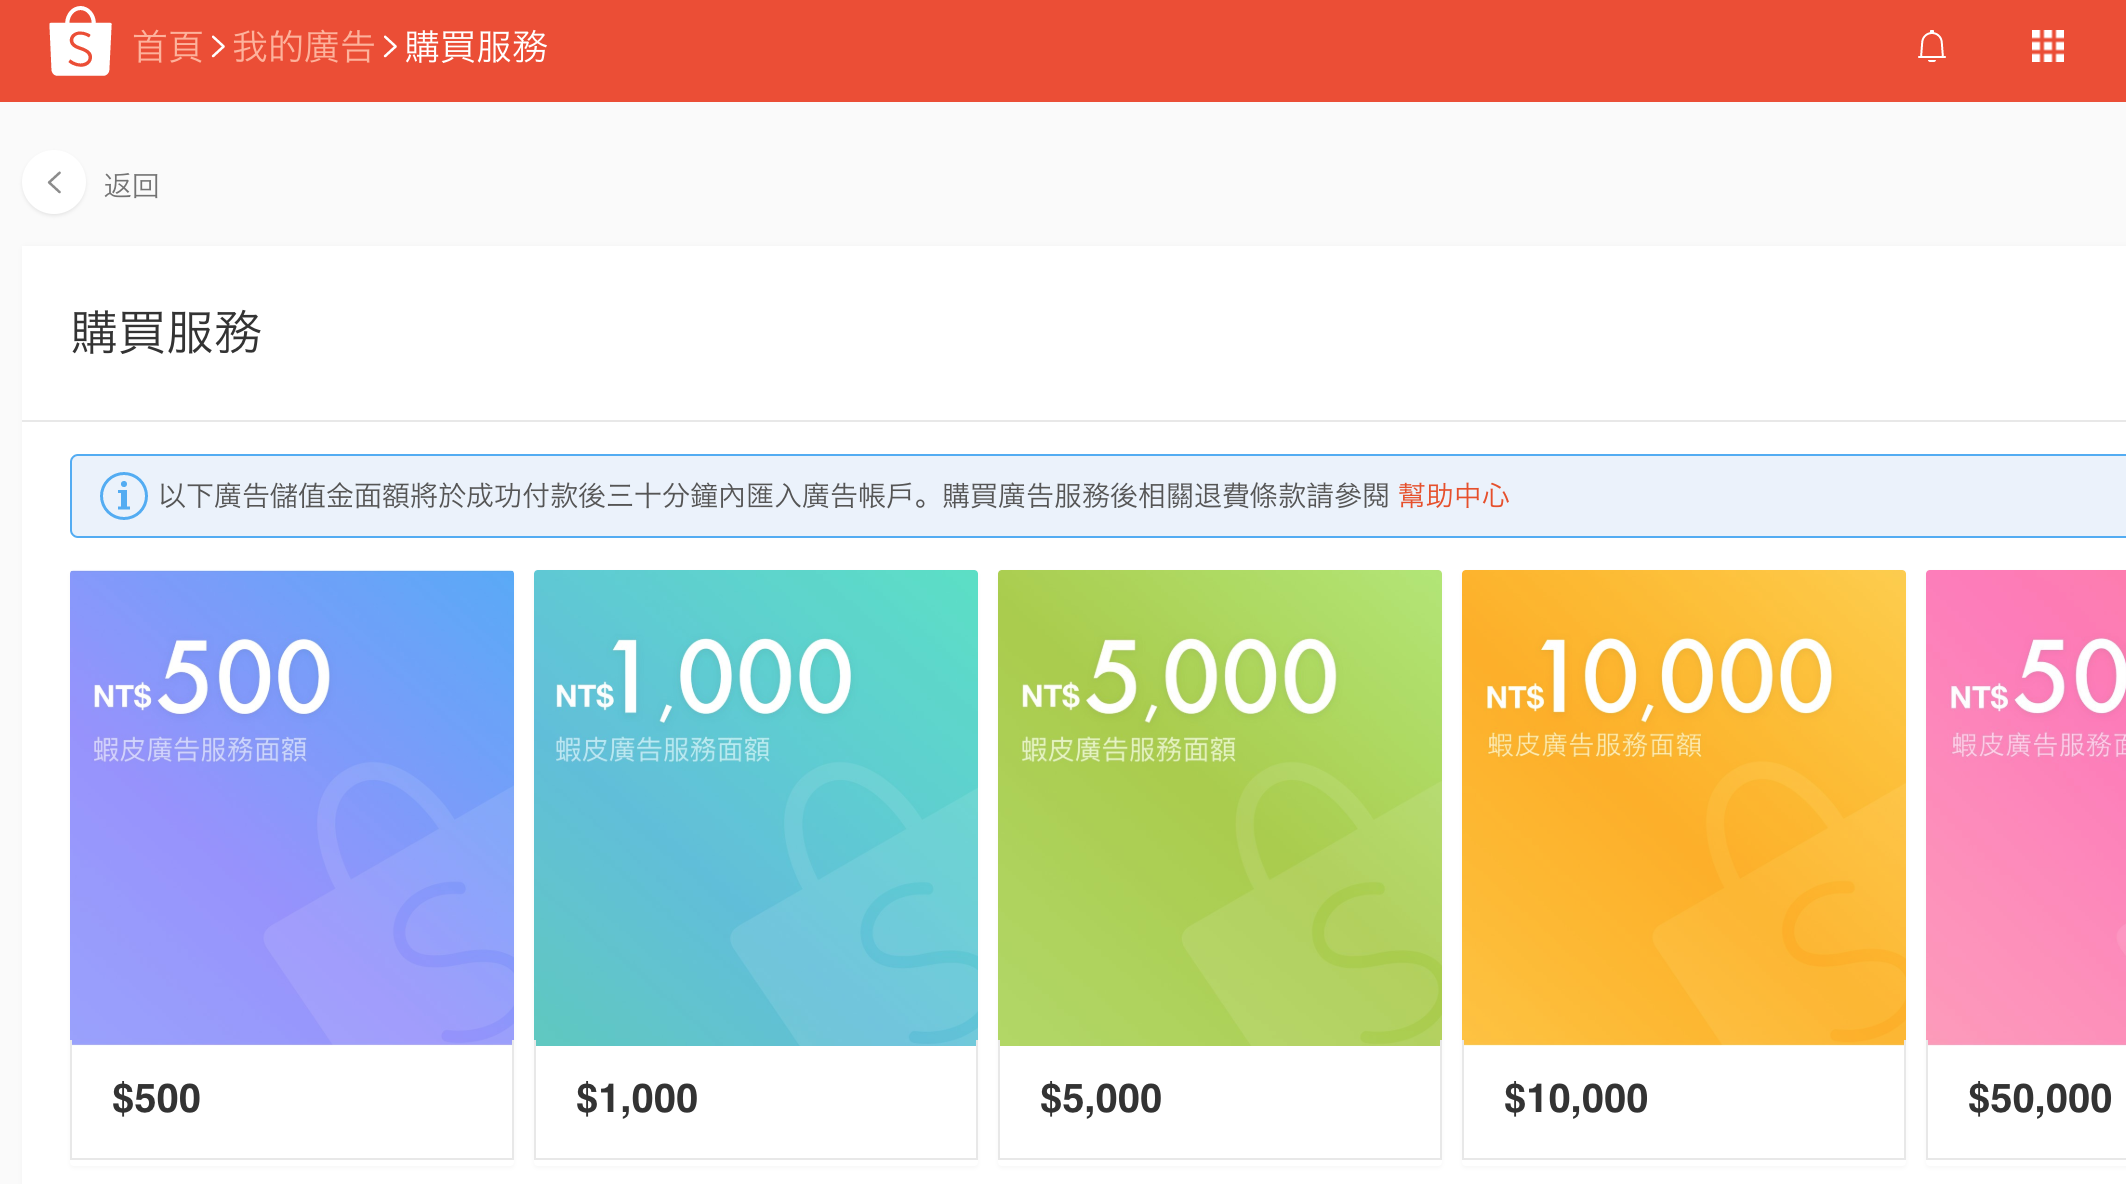 首頁 > 我的廣告 > 購買服務
返回
購買服務
以下廣告儲值金面額將於成功付款後三十分鐘內匯入廣告帳戶。購買廣告服務後相關退費條款請參閱 幫助中心
NT$500
蝦皮廣告服務面額
$500
NT$1,000
蝦皮廣告服務面額
$1,000
NT$5,000
蝦皮廣告服務面額
$5,000
NT$10,000
蝦皮廣告服務面額
$10,000
NT$50
蝦皮廣告服務面
$50,000